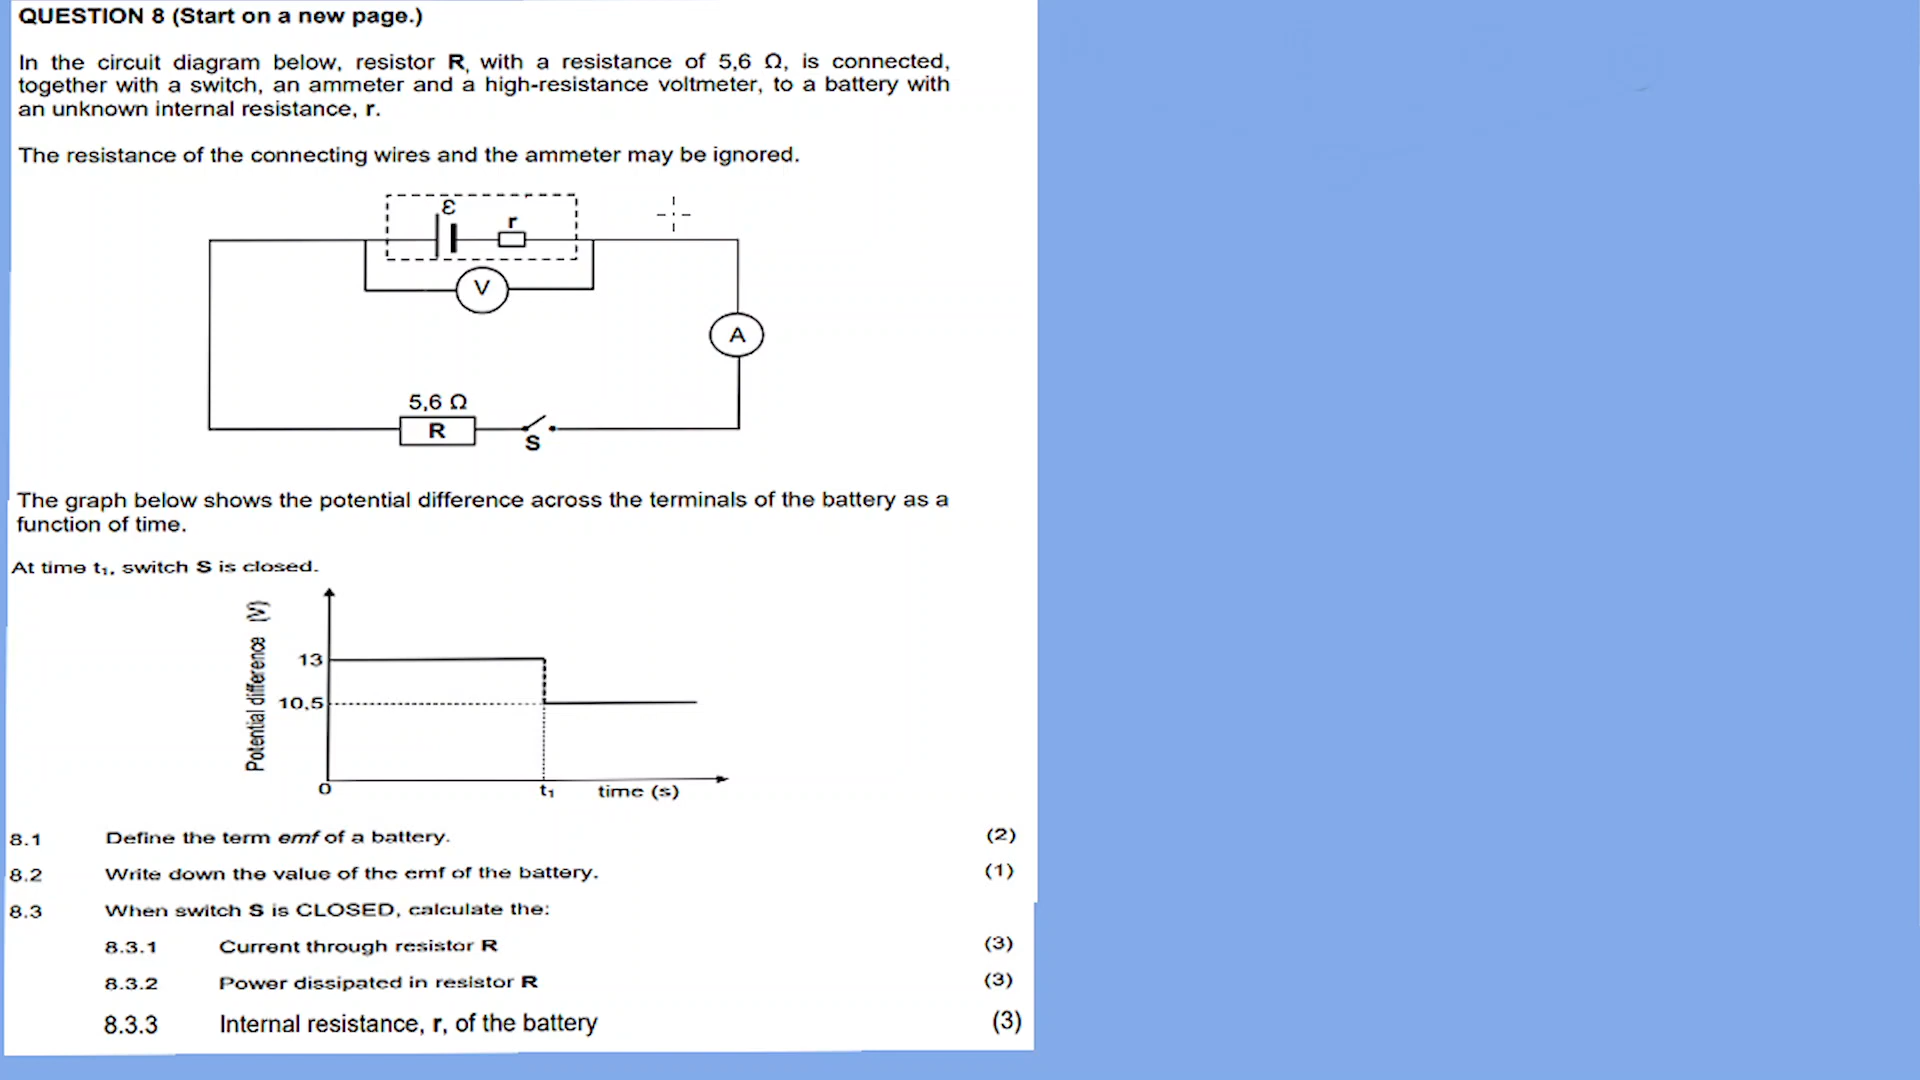 QUESTION 8 (Start on a new page.)
In the circuit diagram below, resistor R, with a resistance of 5,6 Ω, is connected,
together with a switch, an ammeter and a high-resistance voltmeter, to a battery with
an unknown internal resistance, r.
The resistance of the connecting wires and the ammeter may be ignored.
ε
r
V
A
5,6 Ω
R
S
The graph below shows the potential difference across the terminals of the battery as a
function of time.
At time t₁, switch S is closed.
Potential difference (V)
13
10,5
0
t₁ time (s)
8.1 Define the term emf of a battery. (2)
8.2 Write down the value of the emf of the battery. (1)
8.3 When switch S is CLOSED, calculate the:
8.3.1 Current through resistor R (3)
8.3.2 Power dissipated in resistor R (3)
8.3.3 Internal resistance, r, of the battery (3)